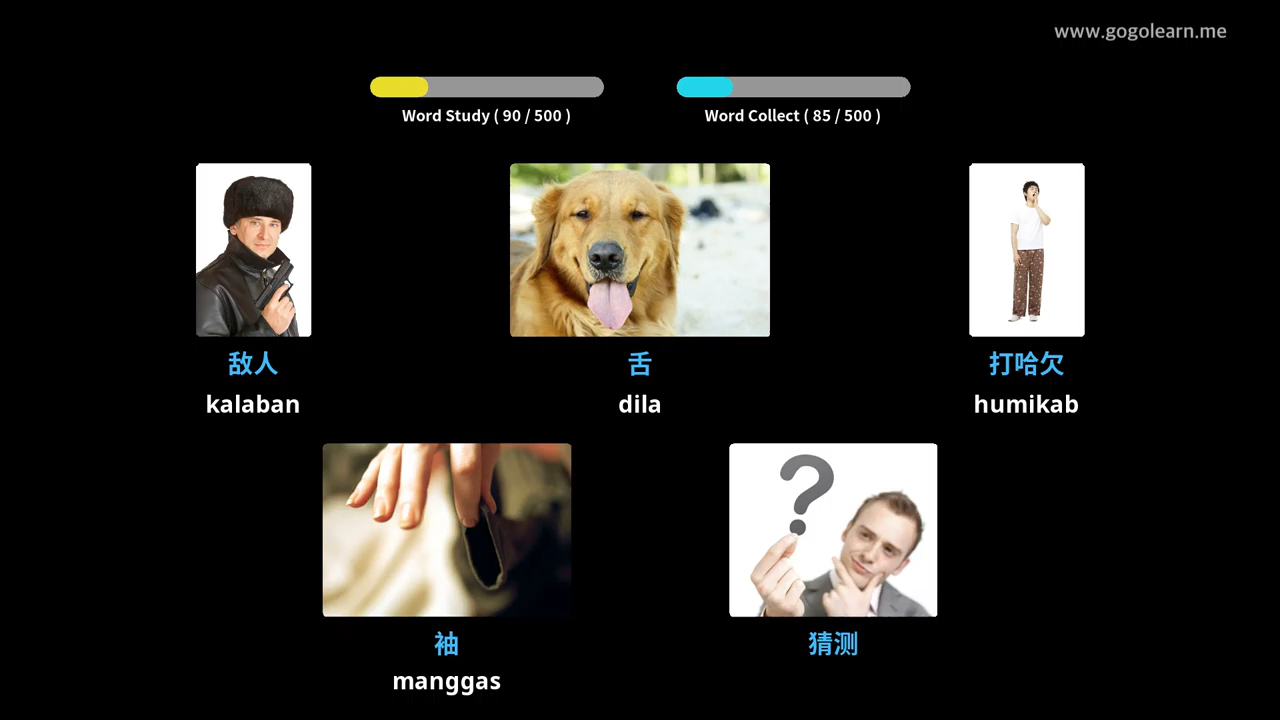 www.gogolearn.me
Word Study ( 90 / 500 )
Word Collect ( 85 / 500 )
敌人
kalaban
舌
dila
打哈欠
humikab
袖
manggas
猜测